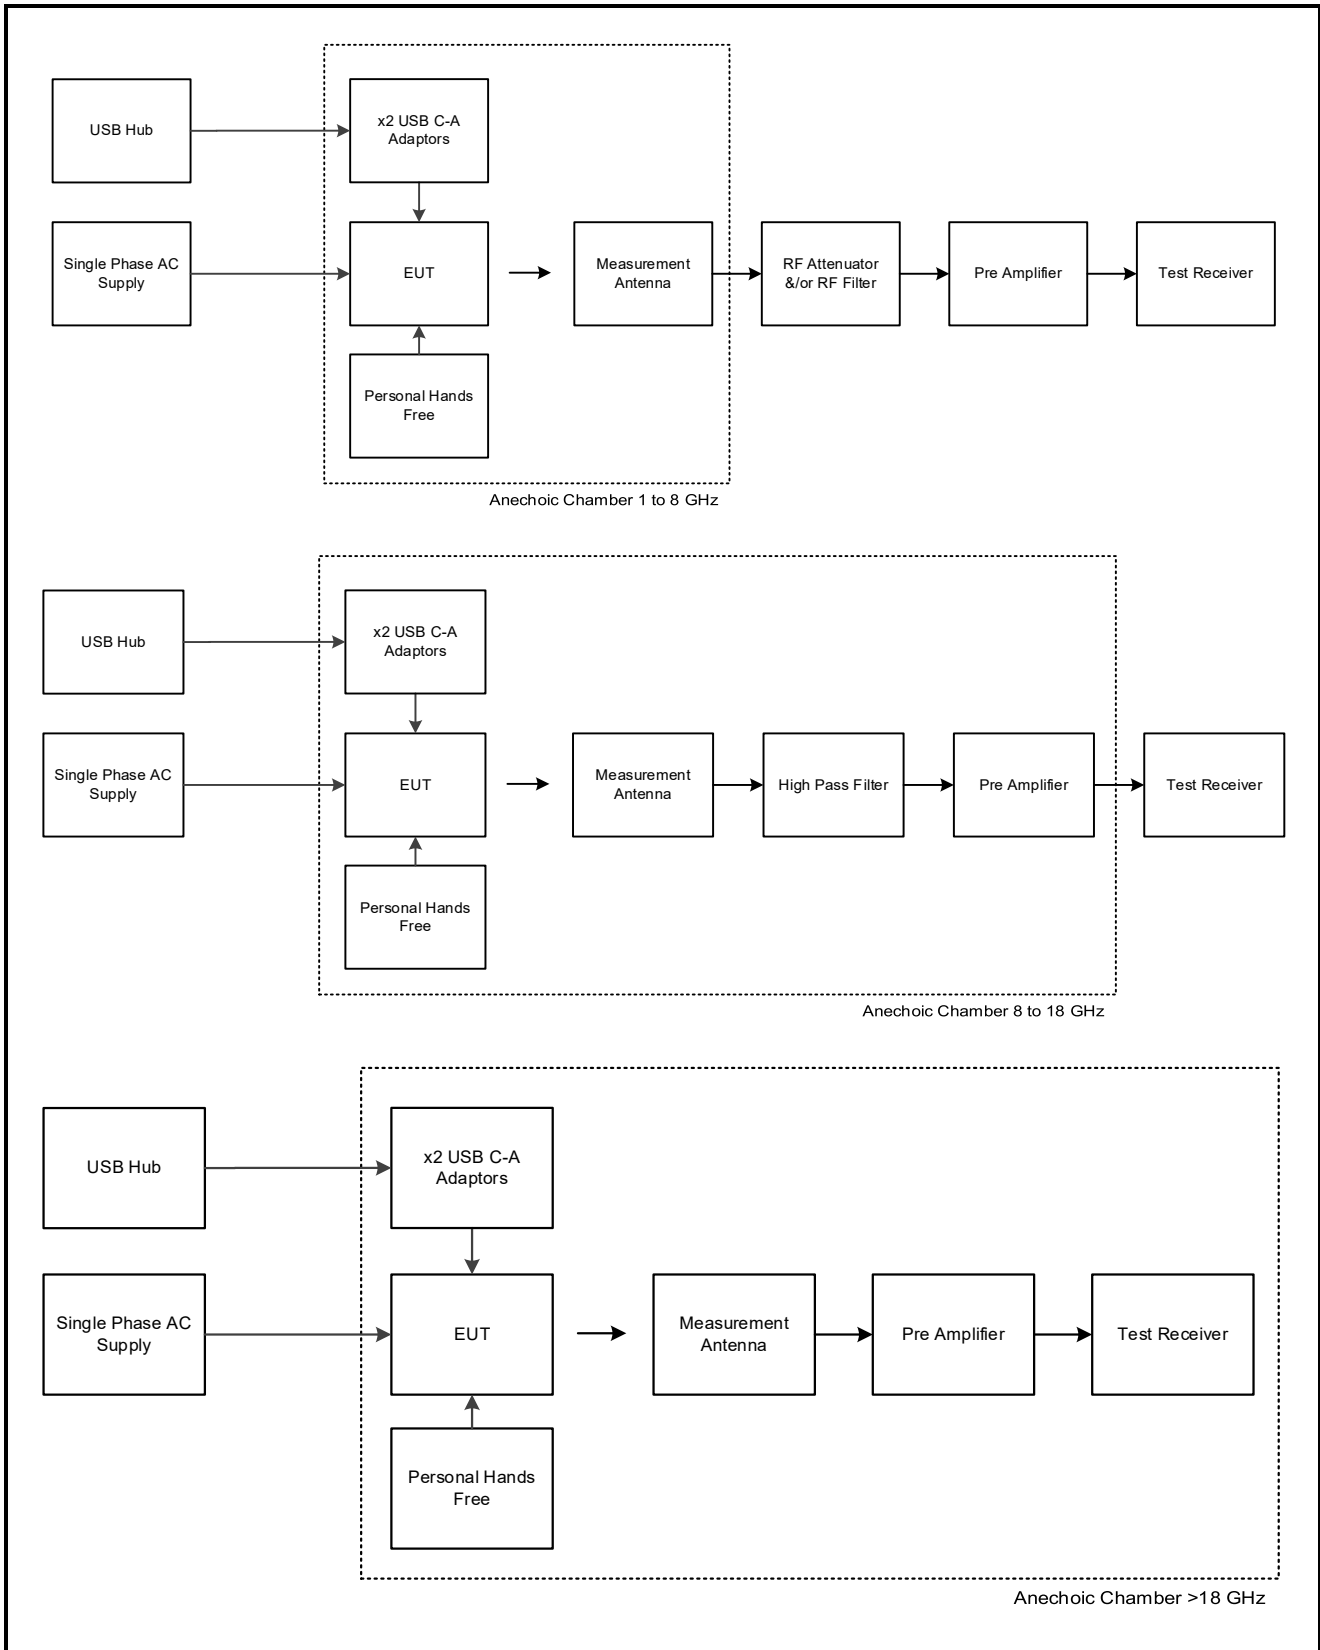 USB Hub
x2 USB C-A
Adaptors
Single Phase AC
Supply
EUT
Measurement
Antenna
RF Attenuator
&/or RF Filter
Pre Amplifier
Test Receiver
Personal Hands
Free
Anechoic Chamber 1 to 8 GHz
USB Hub
x2 USB C-A
Adaptors
Single Phase AC
Supply
EUT
Measurement
Antenna
High Pass Filter
Pre Amplifier
Test Receiver
Personal Hands
Free
Anechoic Chamber 8 to 18 GHz
USB Hub
x2 USB C-A
Adaptors
Single Phase AC
Supply
EUT
Measurement
Antenna
Pre Amplifier
Test Receiver
Personal Hands
Free
Anechoic Chamber >18 GHz